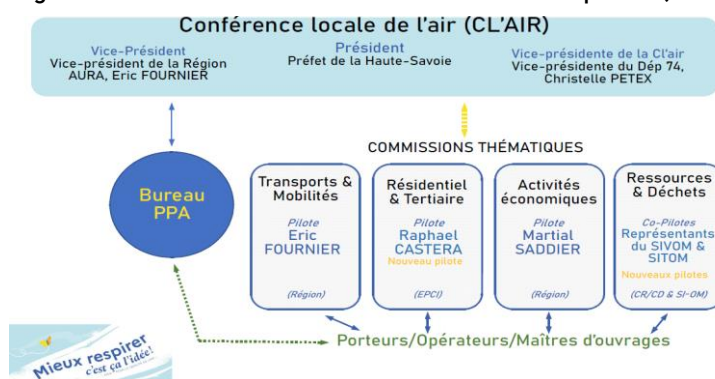 Conférence locale de l'air (CL'AIR)
Vice-Président
Vice-président de la Région
AURA, Eric FOURNIER
Président
Préfet de la Haute-Savoie
Vice-présidente de la Cl'air
Vice-présidente du Dép 74,
Christelle PETEX
COMMISSIONS THÉMATIQUES
Bureau
PPA
Transports &
Mobilités
Pilote
Eric
FOURNIER
(Région)
Résidentiel
& Tertiaire
Pilote
Raphael
CASTERA
Nouveau pilote
(EPCI)
Activités
économiques
Pilote
Martial
SADDIER
(Région)
Ressources
& Déchets
Co-Pilotes
Représentants
du SIVOM &
SITOM
Nouveaux pilotes
(CR/CD & SI-OM)
Porteurs/Opérateurs/Maîtres d'ouvrages
Mieux respirer
c'est ça l'idée!